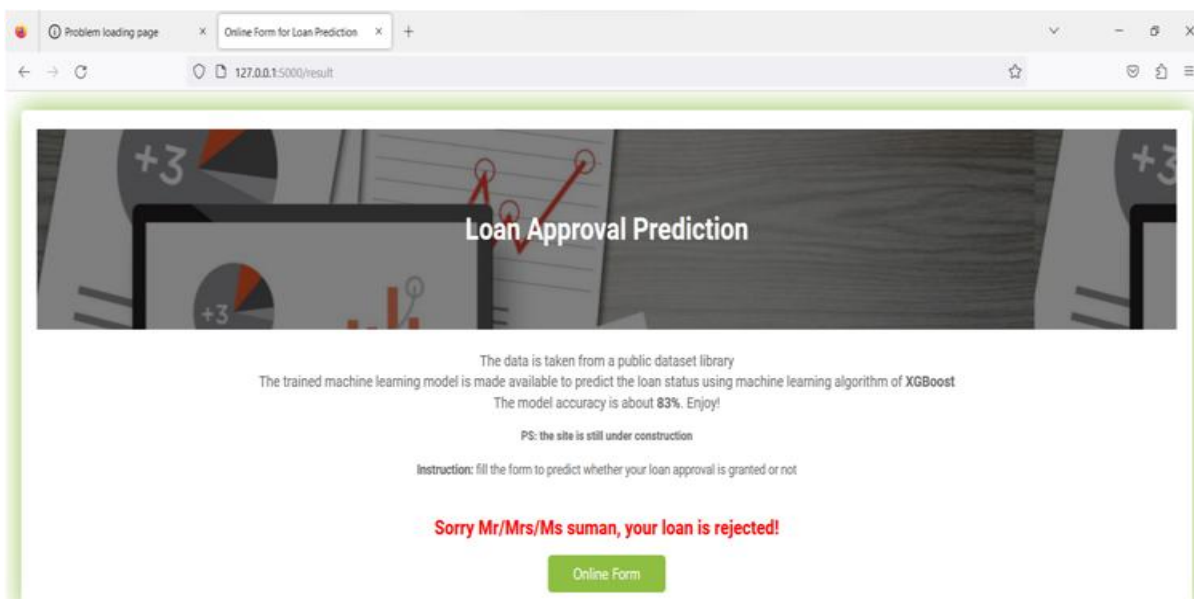 Problem loading page
Online Form for Loan Prediction
127.0.0.1:5000/result
+3
+3
Loan Approval Prediction
+3
The data is taken from a public dataset library
The trained machine learning model is made available to predict the loan status using machine learning algorithm of XGBoost
The model accuracy is about 83%. Enjoy!
PS: the site is still under construction
Instruction: fill the form to predict whether your loan approval is granted or not
Sorry Mr/Mrs/Ms suman, your loan is rejected!
Online Form